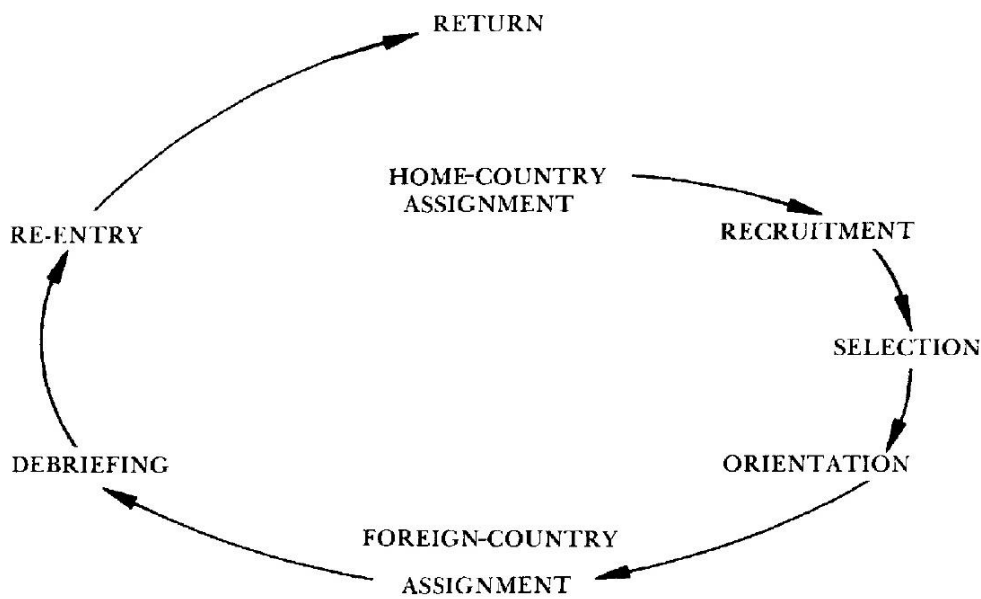 RETURN
HOME-COUNTRY
ASSIGNMENT
RECRUITMENT
RE-ENTRY
SELECTION
DEBRIEFING
ORIENTATION
FOREIGN-COUNTRY
ASSIGNMENT